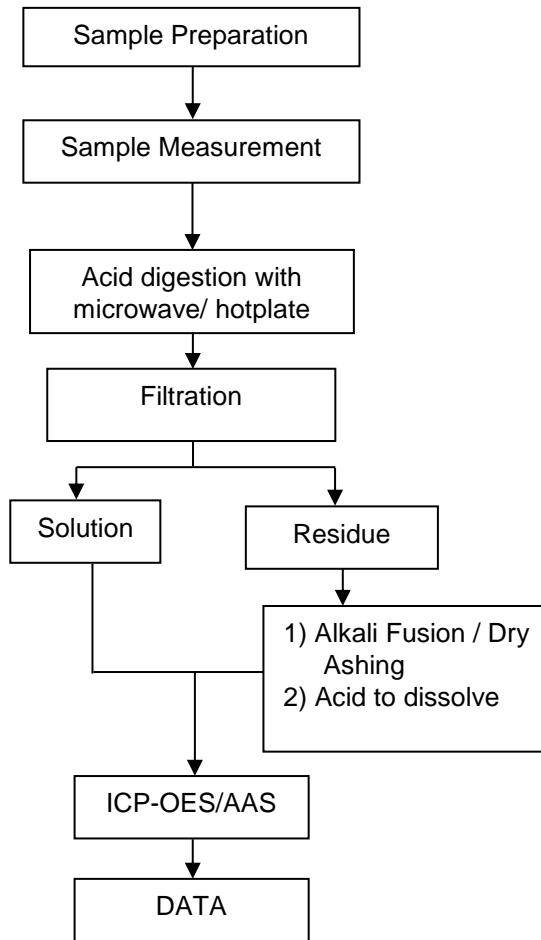 Sample Preparation
Sample Measurement
Acid digestion with
microwave/ hotplate
Filtration
Solution
Residue
1) Alkali Fusion / Dry
Ashing
2) Acid to dissolve
ICP-OES/AAS
DATA